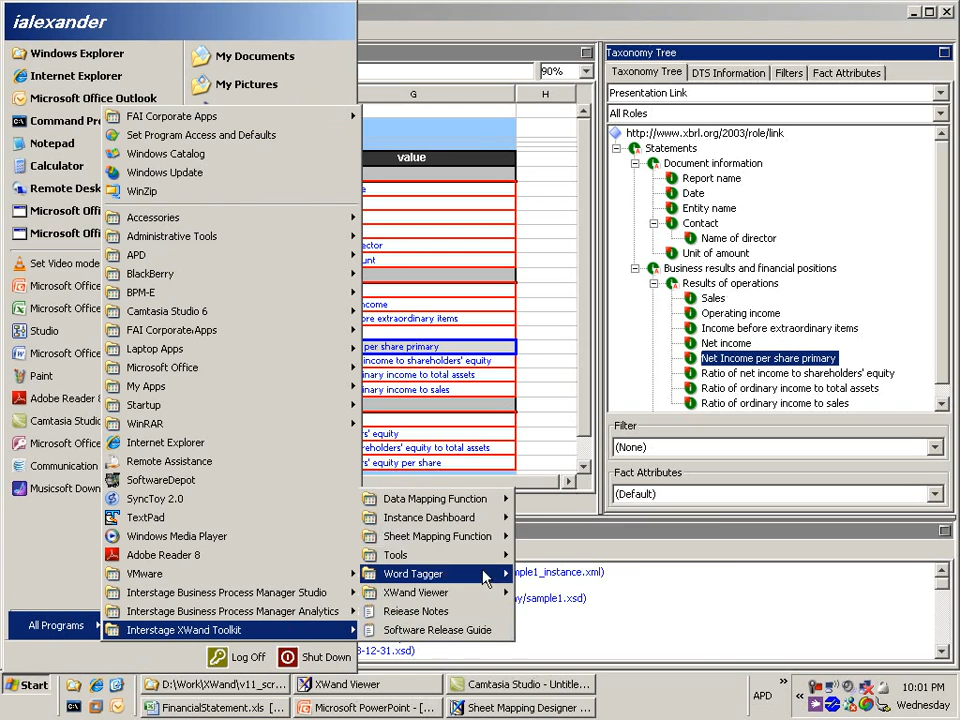 ialexander
Windows Explorer
Internet Explorer
Microsoft Office Outlook
Command Pr
Notepad
Calculator
Remote Desk
Microsoft Offi
Microsoft Offi
Set Video mode
Microsoft Office
Microsoft Office
Studio
Microsoft Office
Paint
Adobe Reader 8
Camtasia Studio
Microsoft Office
Communication
Musicsoft Down
All Programs
Log Off
Shut Down
My Documents
My Pictures
FAI Corporate Apps
Set Program Access and Defaults
Windows Catalog
Windows Update
WinZip
Accessories
Administrative Tools
APD
BlackBerry
BPM-E
Camtasia Studio 6
FAI Corporate Apps
Laptop Apps
Microsoft Office
My Apps
Startup
WinRAR
Internet Explorer
Remote Assistance
SoftwareDepot
SyncToy 2.0
TextPad
Windows Media Player
Adobe Reader 8
VMware
Interstage Business Process Manager Studio
Interstage Business Process Manager Analytics
Interstage XWand Toolkit
Data Mapping Function
Instance Dashboard
Sheet Mapping Function
Tools
Word Tagger
XWand Viewer
Release Notes
Software Release Guide
90%
G
H
value
e
ector
unt
ncome
ore extraordinary items
per share primary
income to shareholders' equity
dinary income to total assets
dinary income to sales
rs' equity
reholders' equity to total assets
rs' equity per share
Taxonomy Tree
Taxonomy Tree
DTS Information
Filters
Fact Attributes
Presentation Link
All Roles
http://www.xbrl.org/2003/role/link
Statements
Document information
Report name
Date
Entity name
Contact
Name of director
Unit of amount
Business results and financial positions
Results of operations
Sales
Operating income
Income before extraordinary items
Net income
Net Income per share primary
Ratio of net income to shareholders' equity
Ratio of ordinary income to total assets
Ratio of ordinary income to sales
Filter
(None)
Fact Attributes
(Default)
mple1_instance.xml)
ny/sample1.xsd)
8-12-31.xsd)
Start
D:\Work\XWand\v11_scr...
XWand Viewer
Camtasia Studio - Untitle...
FinancialStatement.xls [...
Microsoft PowerPoint - [...
Sheet Mapping Designer ...
APD
10:01 PM
Wednesday